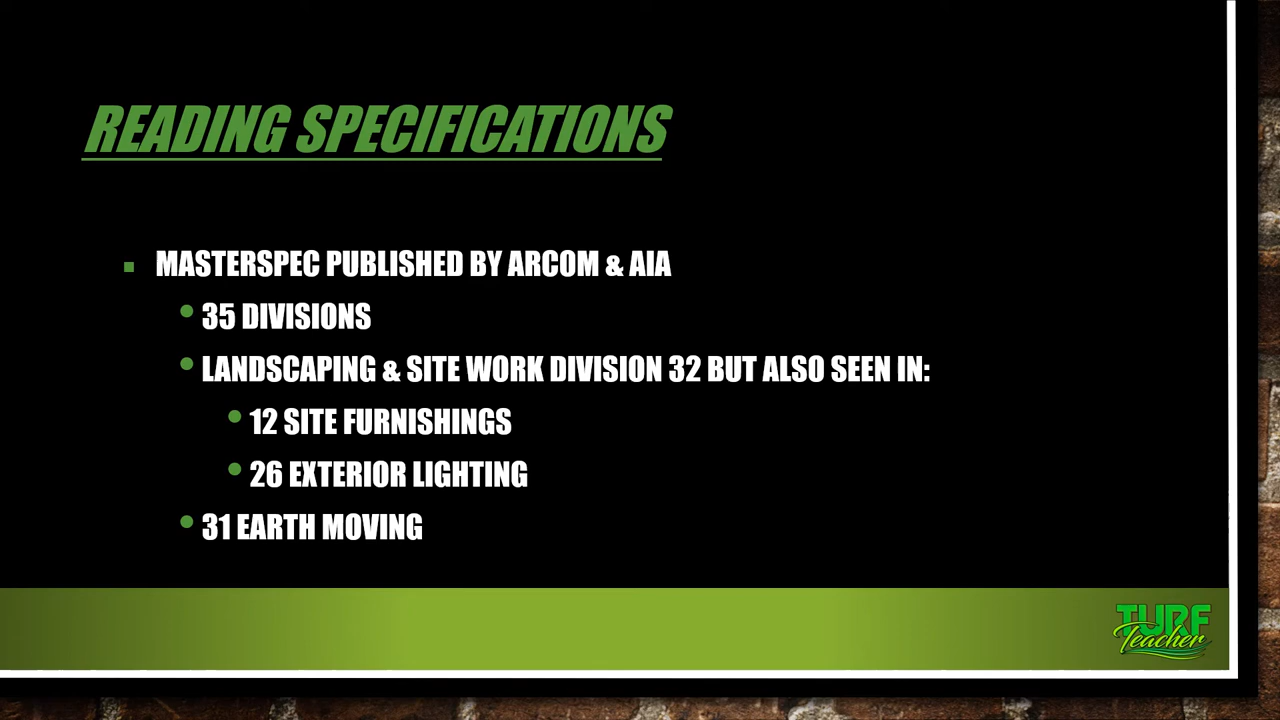 READING SPECIFICATIONS
MASTERSPEC PUBLISHED BY ARCOM & AIA
35 DIVISIONS
LANDSCAPING & SITE WORK DIVISION 32 BUT ALSO SEEN IN:
12 SITE FURNISHINGS
26 EXTERIOR LIGHTING
31 EARTH MOVING
TURF
Teacher